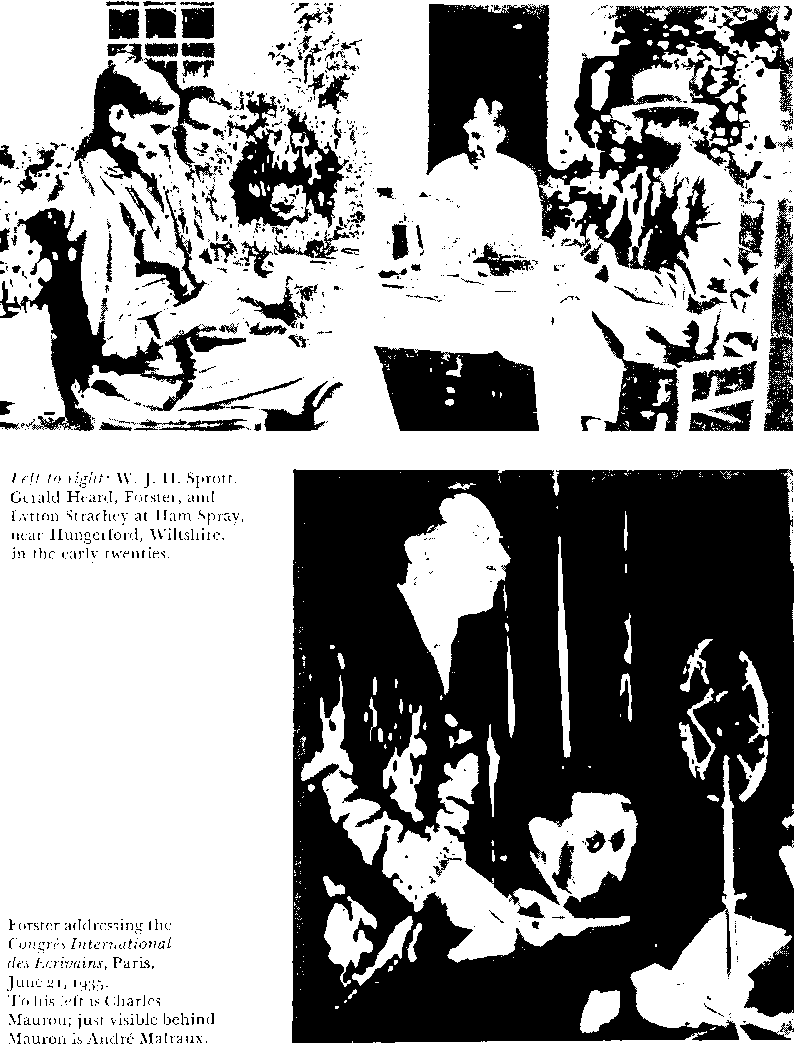 Left to right: W. J. H. Sprott,
Gerald Heard, Forster, and
Lytton Strachey at Ham Spray,
near Hungerford, Wiltshire,
in the early twenties.
Forster addressing the
Congrès International
des Ecrivains, Paris,
June 21, 1935.
To his left is Charles
Mauron; just visible behind
Mauron is André Malraux.